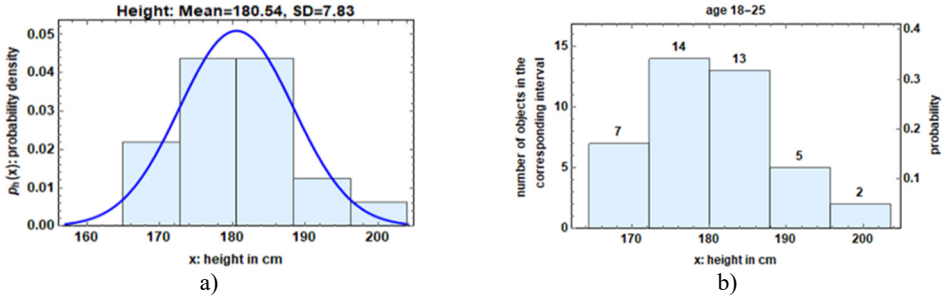 Height: Mean=180.54, SD=7.83
0.05
0.04
0.03
0.02
0.01
0.00
pₕ(x): probability density
160
170
180
190
200
x: height in cm
a)
age 18-25
15
10
5
0
number of objects in the
corresponding interval
7
14
13
5
2
0.4
0.3
0.2
0.1
probability
170
180
190
200
x: height in cm
b)